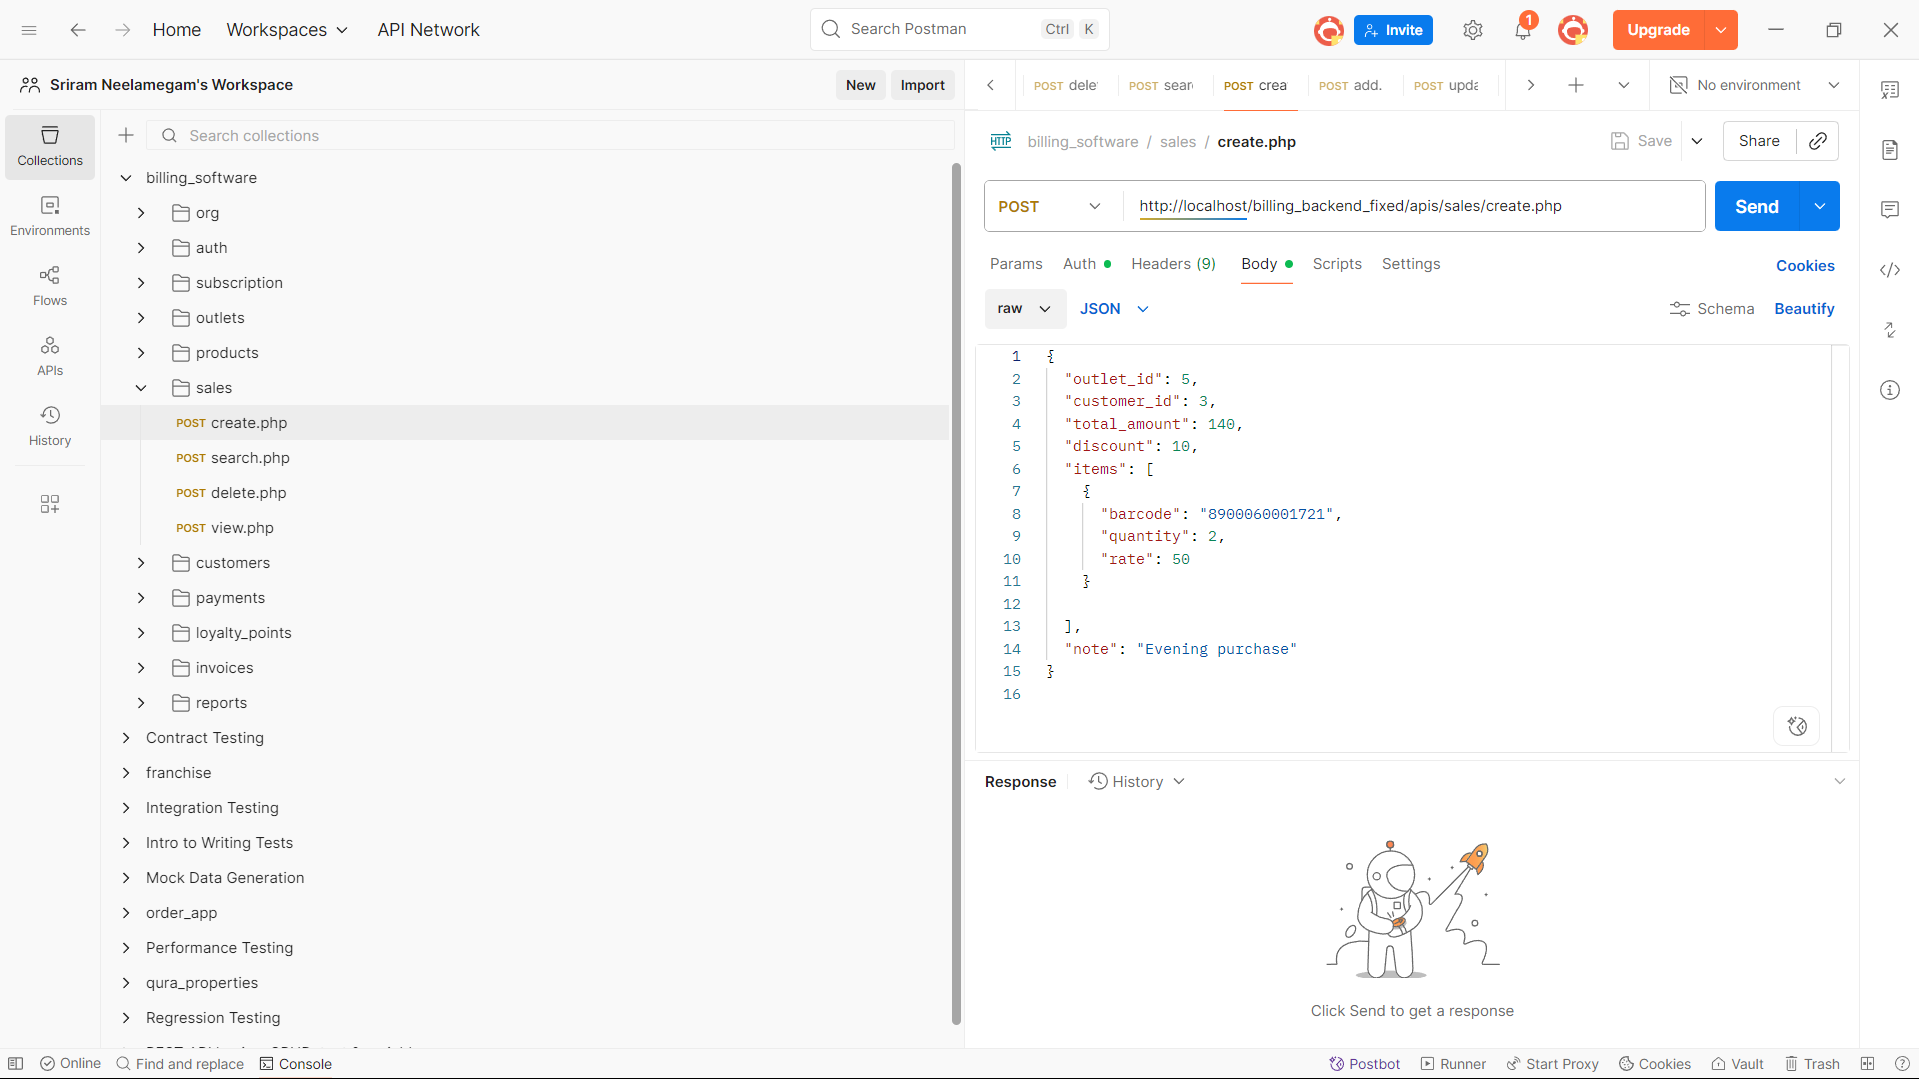 Home
Workspaces
API Network
Search Postman
Ctrl K
Invite
1
Upgrade
Sriram Neelamegam's Workspace
New
Import
POST dele
POST sear
POST crea
POST add.
POST upda
No environment
Collections
Environments
Flows
APIs
History
Search collections
billing_software
org
auth
subscription
outlets
products
sales
POST create.php
POST search.php
POST delete.php
POST view.php
customers
payments
loyalty_points
invoices
reports
Contract Testing
franchise
Integration Testing
Intro to Writing Tests
Mock Data Generation
order_app
Performance Testing
qura_properties
Regression Testing
HTTP billing_software / sales / create.php
Save
Share
POST
http://localhost/billing_backend_fixed/apis/sales/create.php
Send
Params
Auth
Headers (9)
Body
Scripts
Settings
Cookies
raw
JSON
Schema
Beautify
1 {
2 "outlet_id": 5,
3 "customer_id": 3,
4 "total_amount": 140,
5 "discount": 10,
6 "items": [
7 {
8 "barcode": "8900060001721",
9 "quantity": 2,
10 "rate": 50
11 }
12
13 ],
14 "note": "Evening purchase"
15 }
16
Response
History
Click Send to get a response
Online
Find and replace
Console
Postbot
Runner
Start Proxy
Cookies
Vault
Trash